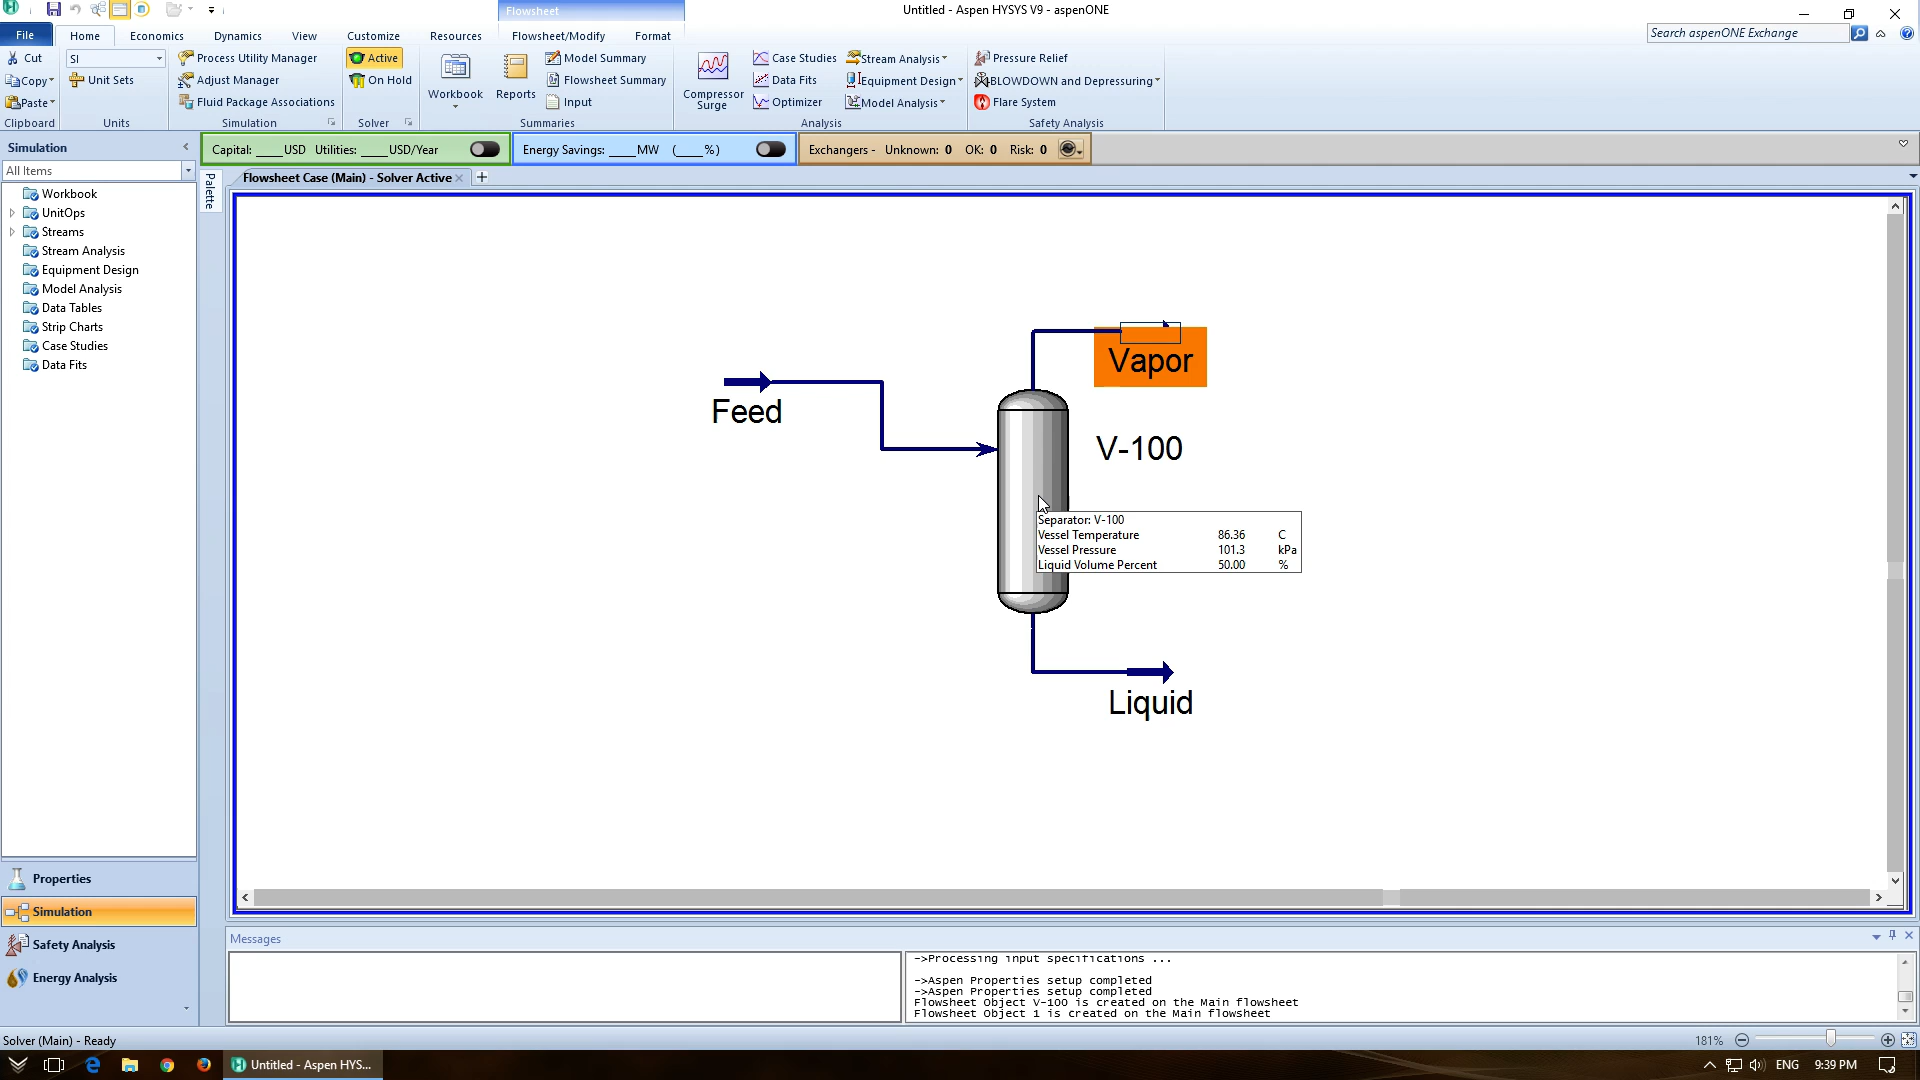 Flowsheet
Untitled - Aspen HYSYS V9 - aspenONE
File
Home
Economics
Dynamics
View
Customize
Resources
Flowsheet/Modify
Format
Search aspenONE Exchange
Cut
Copy
Paste
Clipboard
SI
Unit Sets
Units
Process Utility Manager
Adjust Manager
Fluid Package Associations
Simulation
Active
On Hold
Solver
Workbook
Reports
Model Summary
Flowsheet Summary
Input
Summaries
Compressor
Surge
Case Studies
Data Fits
Optimizer
Stream Analysis
Equipment Design
Model Analysis
Analysis
Pressure Relief
BLOWDOWN and Depressuring
Flare System
Safety Analysis
Simulation
Capital: ____USD Utilities: ____USD/Year
Energy Savings: ____MW (____%)
Exchangers - Unknown: 0 OK: 0 Risk: 0
All Items
Palette
Flowsheet Case (Main) - Solver Active
Workbook
UnitOps
Streams
Stream Analysis
Equipment Design
Model Analysis
Data Tables
Strip Charts
Case Studies
Data Fits
Vapor
Feed
V-100
Separator: V-100
Vessel Temperature 86.36 C
Vessel Pressure 101.3 kPa
Liquid Volume Percent 50.00 %
Liquid
Properties
Simulation
Safety Analysis
Energy Analysis
Messages
->Processing input specifications ...
->Aspen Properties setup completed
->Aspen Properties setup completed
Flowsheet Object V-100 is created on the Main flowsheet
Flowsheet Object 1 is created on the Main flowsheet
Solver (Main) - Ready
181%
Untitled - Aspen HYS...
ENG
9:39 PM